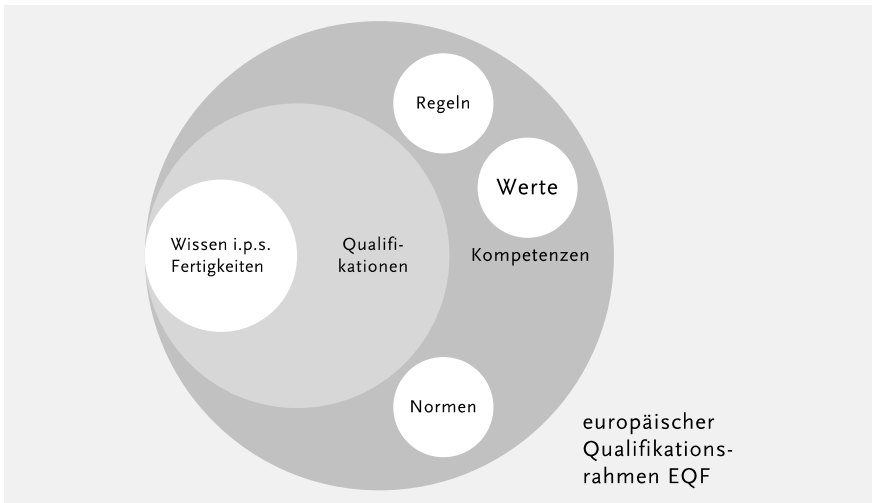 Regeln
Werte
Wissen i.p.s.
Fertigkeiten
Qualifi-
kationen
Kompetenzen
Normen
europäischer
Qualifikations-
rahmen EQF